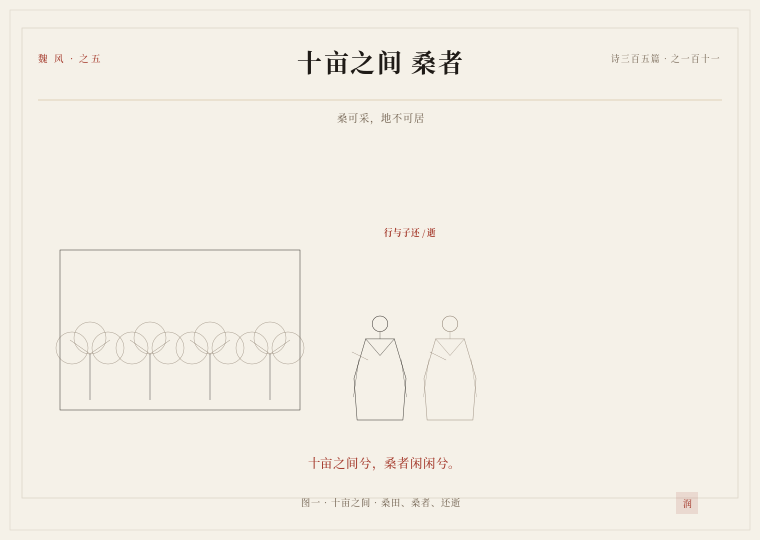 魏 风 · 之五
十亩之间 桑者
诗三百五篇 · 之一百十一
桑可采，地不可居
行与子还 / 逝
十亩之间兮，桑者闲闲兮。
图一 · 十亩之间 · 桑田、桑者、还逝
润